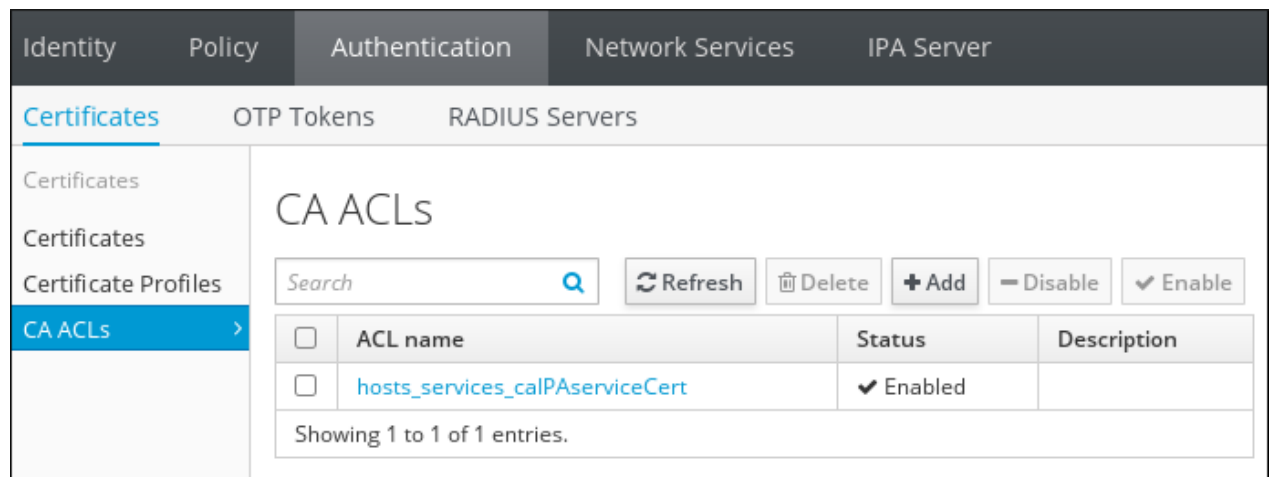 Identity Policy Authentication Network Services IPA Server
Certificates OTP Tokens RADIUS Servers
Certificates
Certificates
Certificate Profiles
CA ACLs
CA ACLs
Search Refresh Delete Add Disable Enable
ACL name Status Description
hosts_services_caIPAserviceCert Enabled
Showing 1 to 1 of 1 entries.